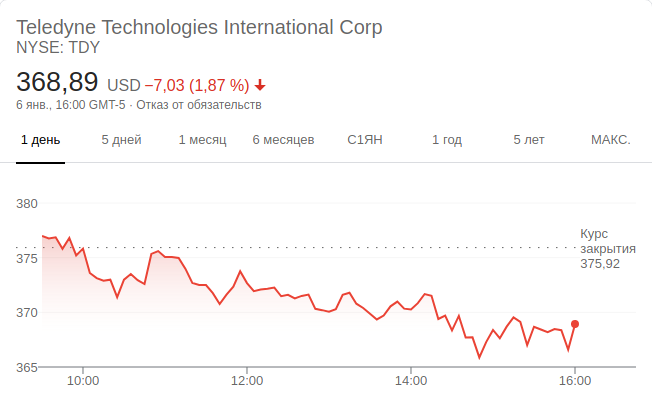 Teledyne Technologies International Corp
NYSE: TDY
368,89 USD −7,03 (1,87 %)
6 янв., 16:00 GMT-5 · Отказ от обязательств
1 день 5 дней 1 месяц 6 месяцев С1ЯН 1 год 5 лет МАКС.
380
Курс
закрытия
375,92
375
370
365
10:00 12:00 14:00 16:00